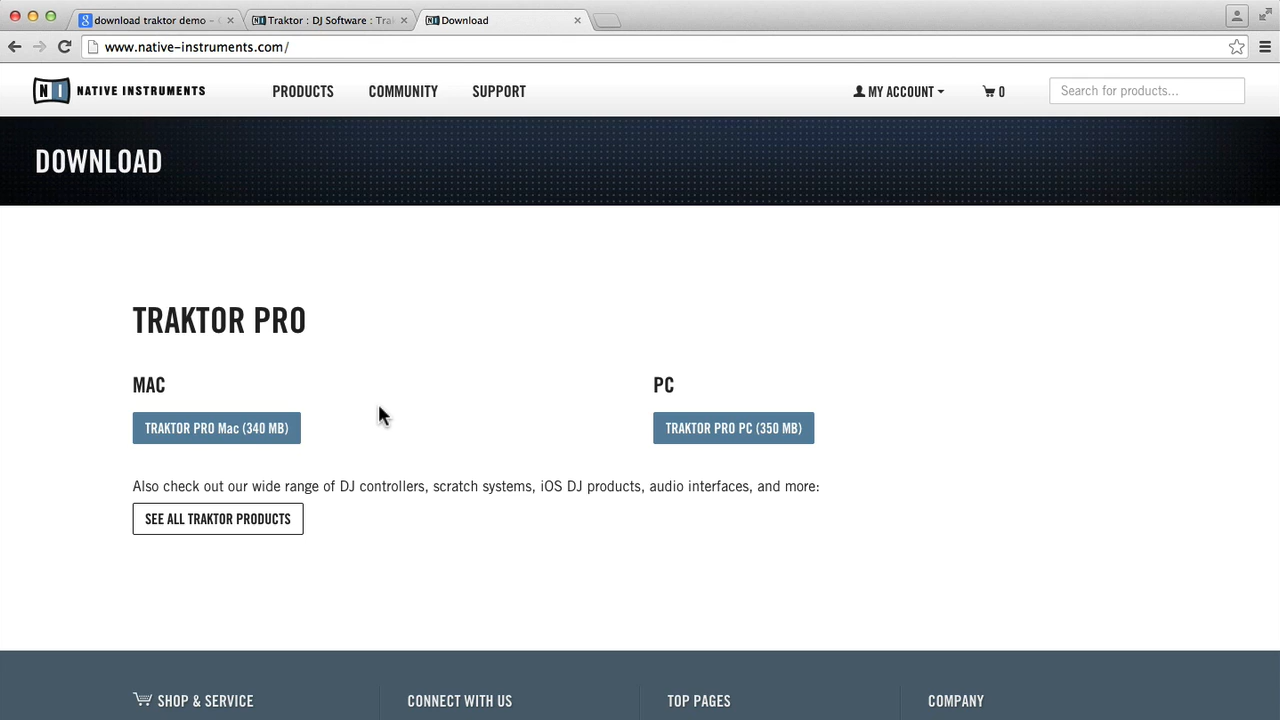 download traktor demo -
Traktor : DJ Software : Tra
Download
www.native-instruments.com/
NI NATIVE INSTRUMENTS
PRODUCTS
COMMUNITY
SUPPORT
MY ACCOUNT
0
Search for products...
DOWNLOAD
TRAKTOR PRO
MAC
PC
TRAKTOR PRO Mac (340 MB)
TRAKTOR PRO PC (350 MB)
Also check out our wide range of DJ controllers, scratch systems, iOS DJ products, audio interfaces, and more:
SEE ALL TRAKTOR PRODUCTS
SHOP & SERVICE
CONNECT WITH US
TOP PAGES
COMPANY